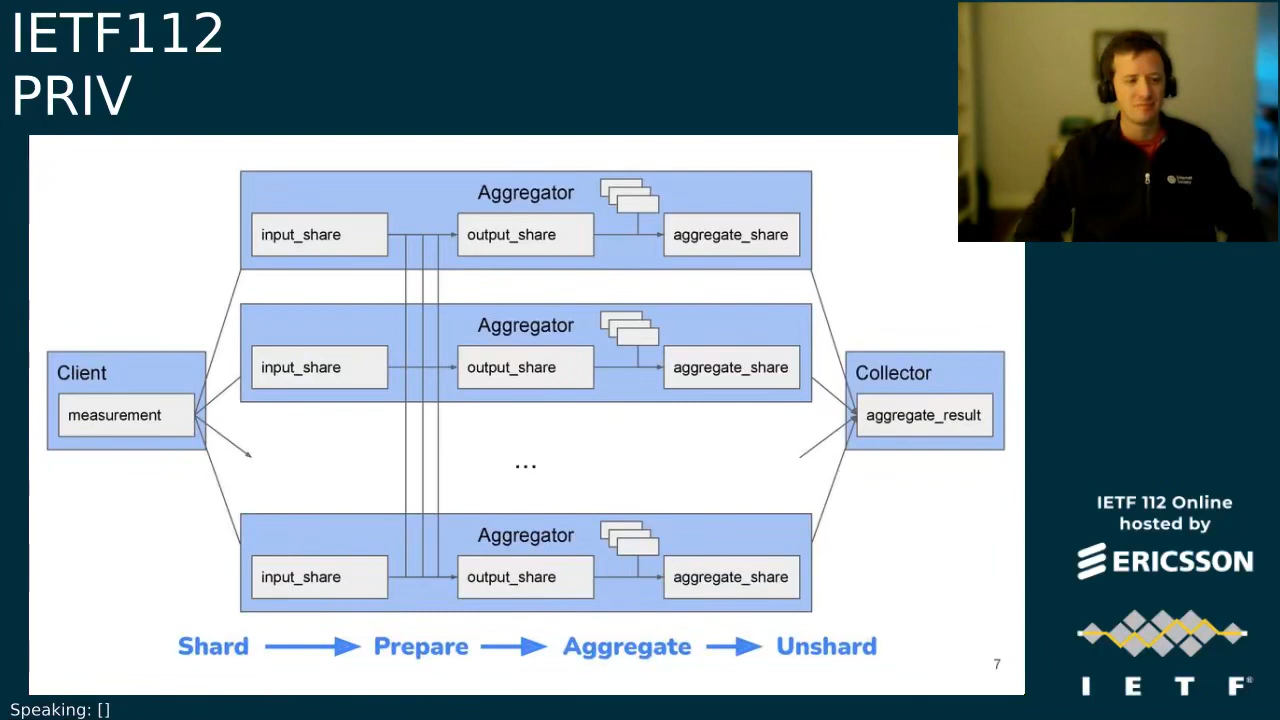 IETF112
PRIV
Aggregator
input_share
output_share
aggregate_share
Aggregator
input_share
output_share
aggregate_share
Client
measurement
Collector
aggregate_result
...
Aggregator
input_share
output_share
aggregate_share
Shard
Prepare
Aggregate
Unshard
7
IETF 112 Online
hosted by
ERICSSON
I E T F®
Speaking: []